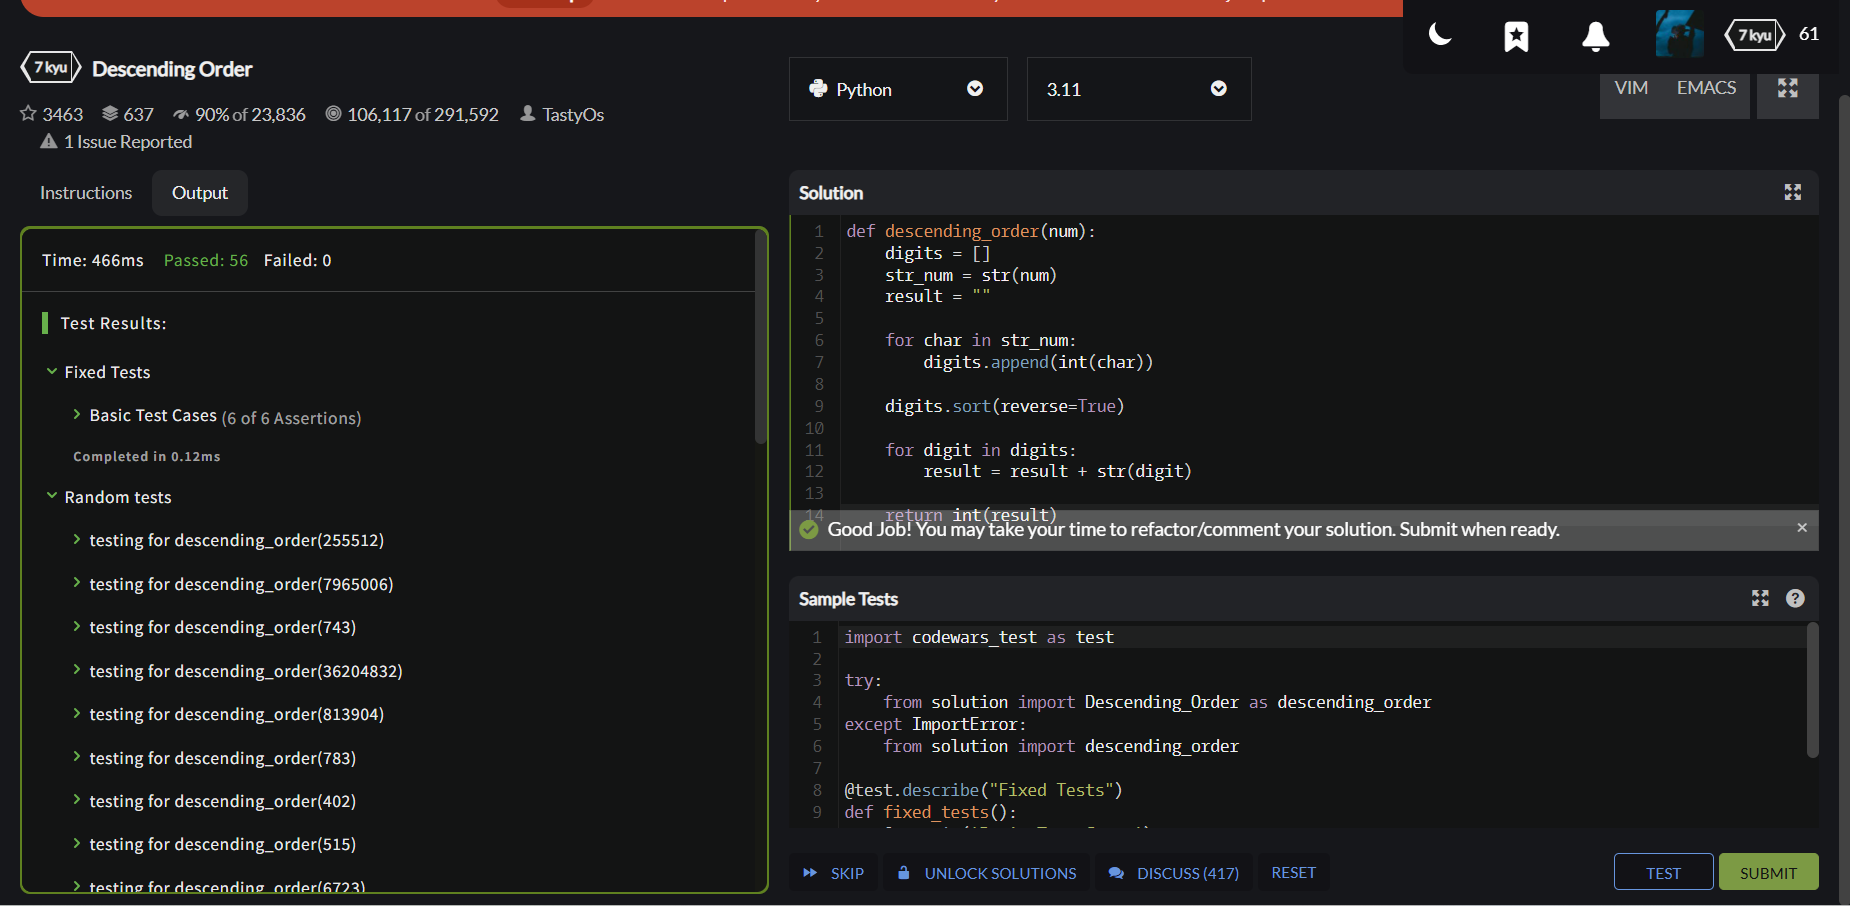 7 kyu
61
7 kyu Descending Order
3463 637 90% of 23,836 106,117 of 291,592 TastyOs
1 Issue Reported
Instructions Output
Time: 466ms Passed: 56 Failed: 0
Test Results:
Fixed Tests
Basic Test Cases (6 of 6 Assertions)
Completed in 0.12ms
Random tests
testing for descending_order(255512)
testing for descending_order(7965006)
testing for descending_order(743)
testing for descending_order(36204832)
testing for descending_order(813904)
testing for descending_order(783)
testing for descending_order(402)
testing for descending_order(515)
testing for descending_order(6723)
Python 3.11
VIM EMACS
Solution
1 def descending_order(num):
2 digits = []
3 str_num = str(num)
4 result = ""
5
6 for char in str_num:
7 digits.append(int(char))
8
9 digits.sort(reverse=True)
10
11 for digit in digits:
12 result = result + str(digit)
13
14 return int(result)
Good Job! You may take your time to refactor/comment your solution. Submit when ready. ×
Sample Tests
?
1 import codewars_test as test
2
3 try:
4 from solution import Descending_Order as descending_order
5 except ImportError:
6 from solution import descending_order
7
8 @test.describe("Fixed Tests")
9 def fixed_tests():
SKIP UNLOCK SOLUTIONS DISCUSS (417) RESET TEST SUBMIT